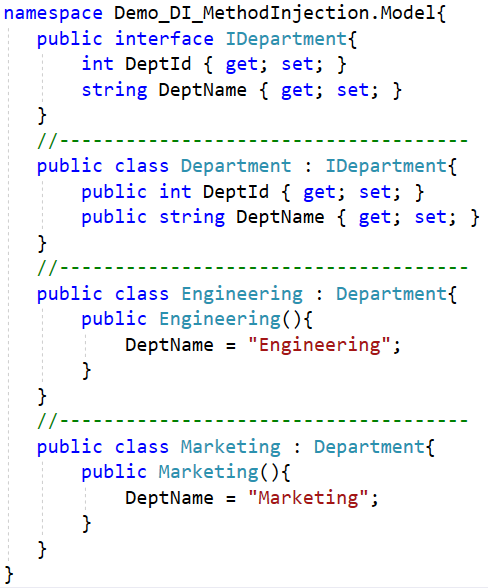 namespace Demo_DI_MethodInjection.Model{
public interface IDepartment{
int DeptId { get; set; }
string DeptName { get; set; }
}
//-------------------------------------
public class Department : IDepartment{
public int DeptId { get; set; }
public string DeptName { get; set; }
}
//-------------------------------------
public class Engineering : Department{
public Engineering(){
DeptName = "Engineering";
}
}
//-------------------------------------
public class Marketing : Department{
public Marketing(){
DeptName = "Marketing";
}
}
}